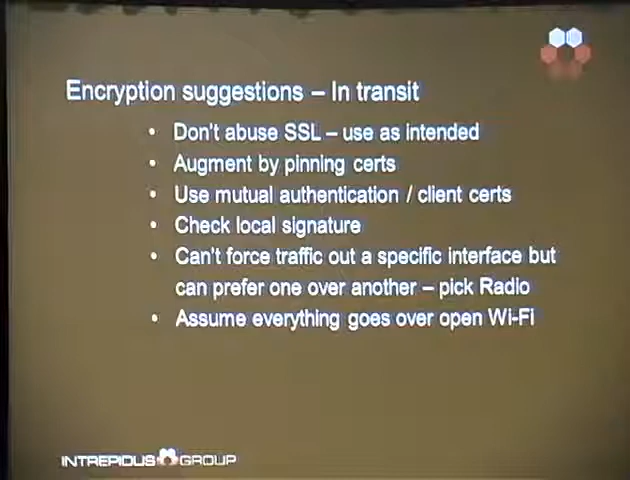 Encryption suggestions – In transit
• Don't abuse SSL – use as intended
• Augment by pinning certs
• Use mutual authentication / client certs
• Check local signature
• Can't force traffic out a specific interface but
can prefer one over another – pick Radio
• Assume everything goes over open Wi-Fi
INTREPIDUS GROUP